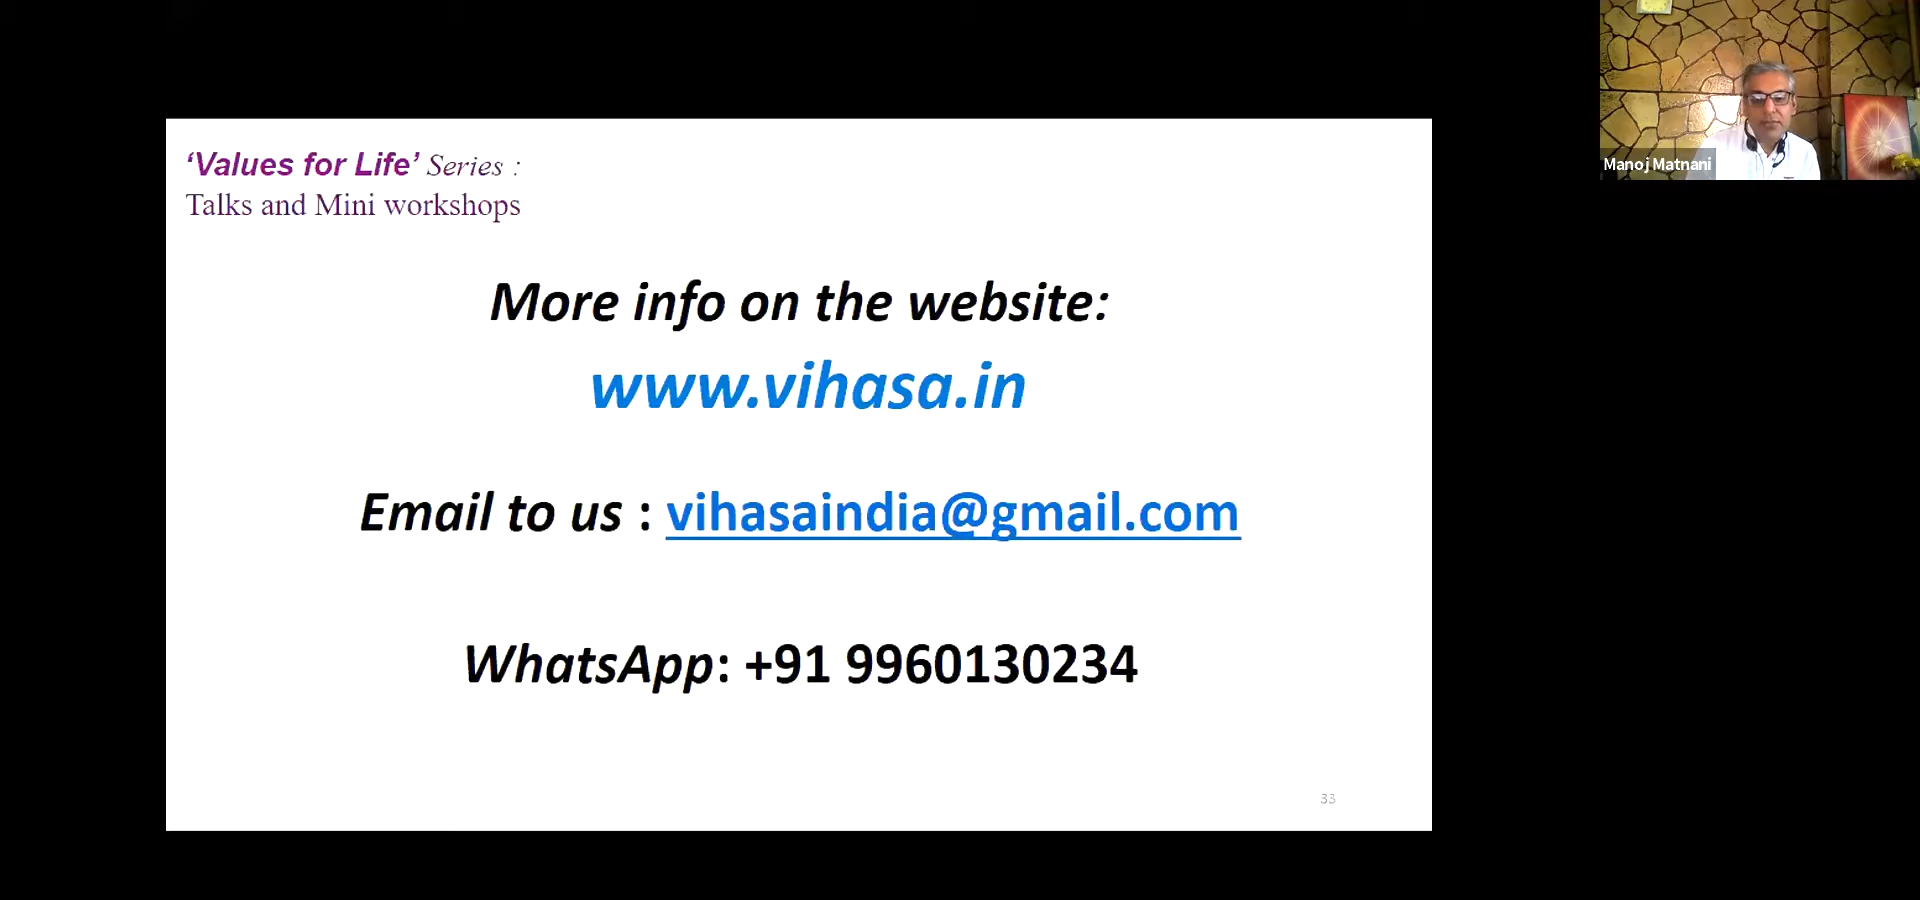 ‘Values for Life’ Series :
Talks and Mini workshops
More info on the website:
www.vihasa.in
Email to us : vihasaindia@gmail.com
WhatsApp: +91 9960130234
33
Manoj Matnani